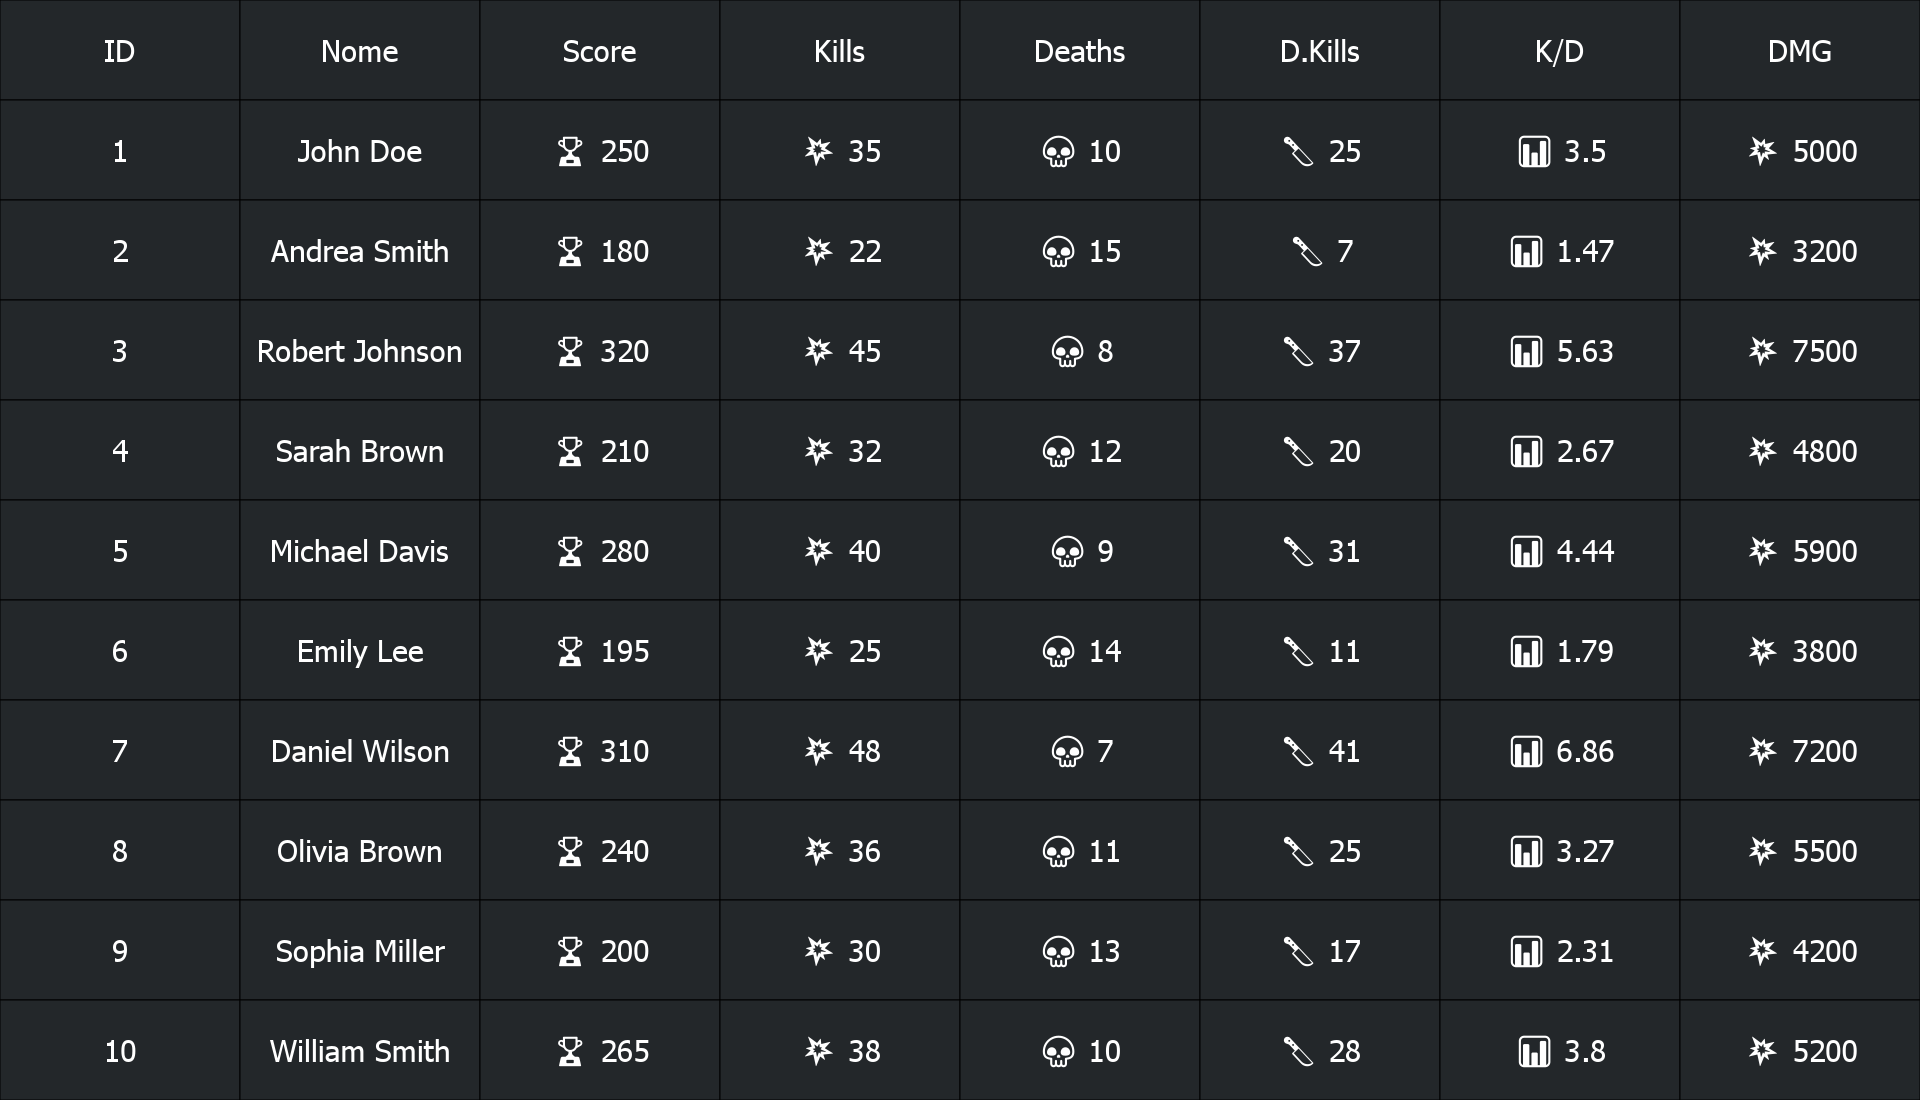 ID Nome Score Kills Deaths D.Kills K/D DMG
1 John Doe 250 35 10 25 3.5 5000
2 Andrea Smith 180 22 15 7 1.47 3200
3 Robert Johnson 320 45 8 37 5.63 7500
4 Sarah Brown 210 32 12 20 2.67 4800
5 Michael Davis 280 40 9 31 4.44 5900
6 Emily Lee 195 25 14 11 1.79 3800
7 Daniel Wilson 310 48 7 41 6.86 7200
8 Olivia Brown 240 36 11 25 3.27 5500
9 Sophia Miller 200 30 13 17 2.31 4200
10 William Smith 265 38 10 28 3.8 5200